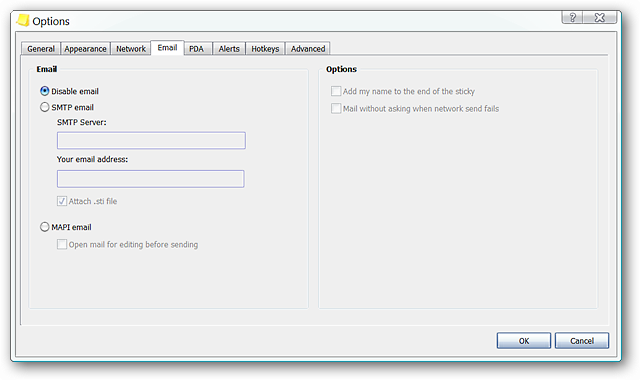 Options
General Appearance Network Email PDA Alerts Hotkeys Advanced
Email
Disable email
SMTP email
SMTP Server:
Your email address:
Attach .sti file
MAPI email
Open mail for editing before sending
Options
Add my name to the end of the sticky
Mail without asking when network send fails
OK Cancel